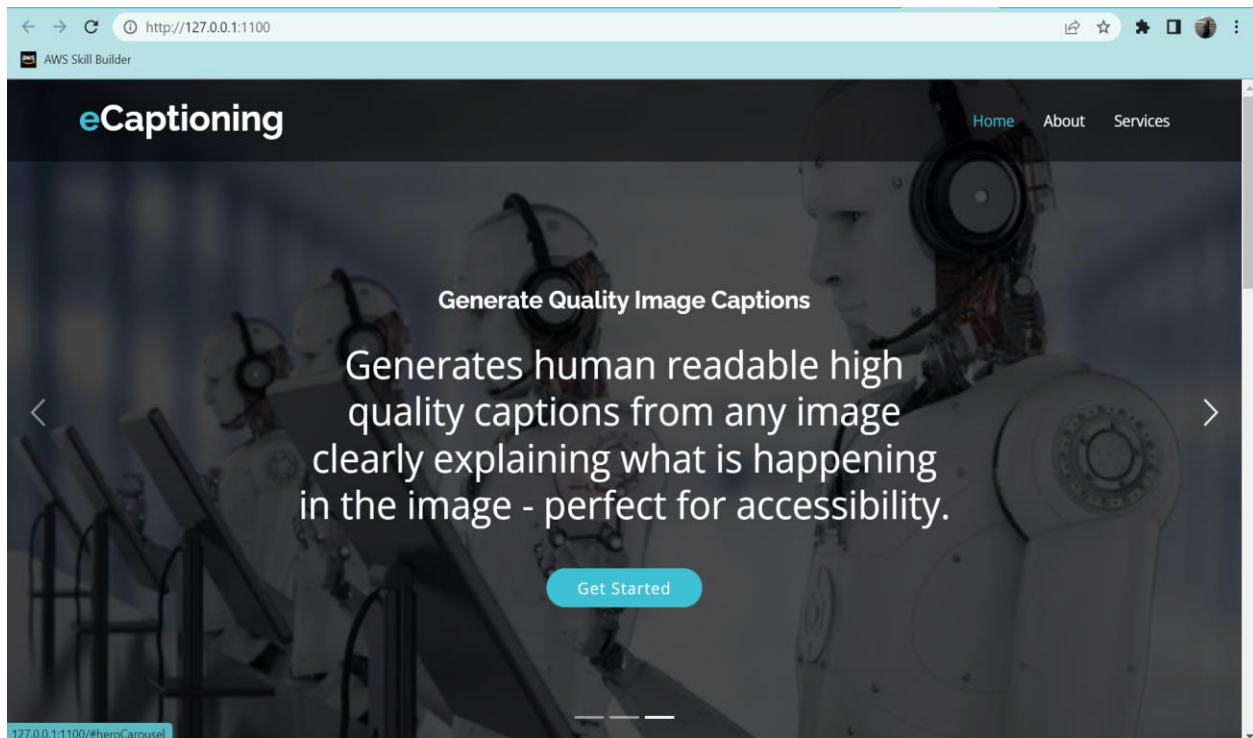 http://127.0.0.1:1100
aws AWS Skill Builder
eCaptioning
Home About Services
Generate Quality Image Captions
Generates human readable high
quality captions from any image
clearly explaining what is happening
in the image - perfect for accessibility.
Get Started
127.0.0.1:1100/#heroCarousel